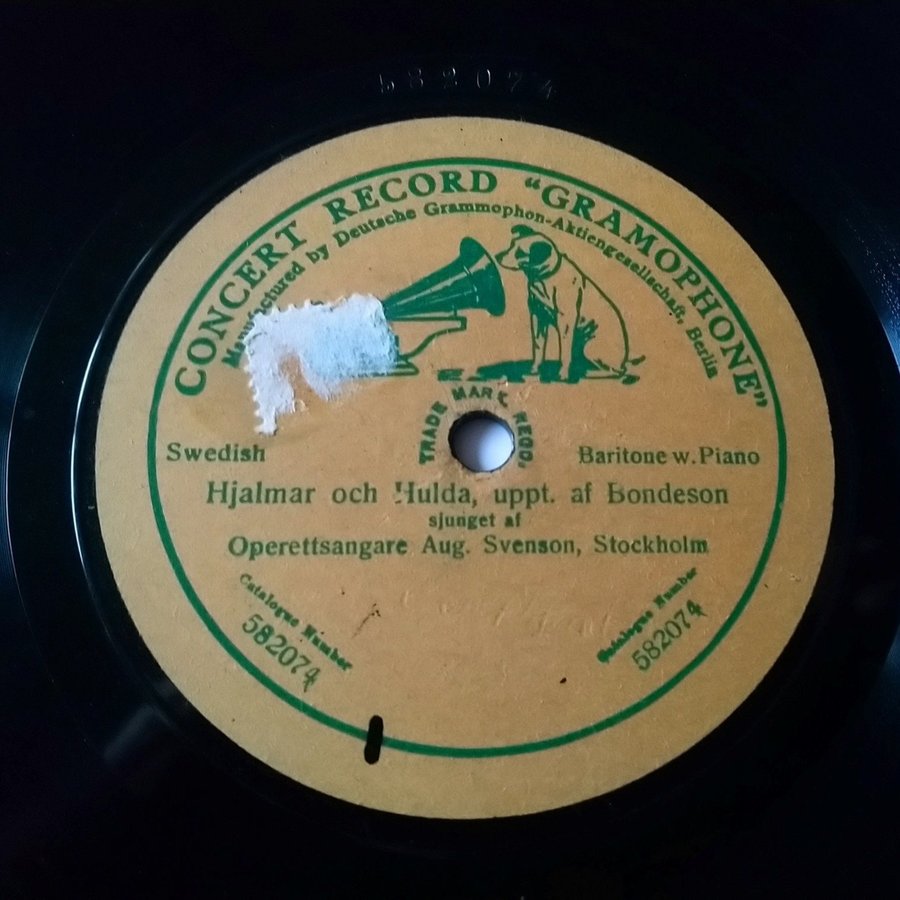 582074
CONCERT RECORD "GRAMOPHONE"
Manufactured by Deutsche Grammophon-Aktiengesellschaft, Berlin
TRADE MARK REGD.
Swedish
Baritone w. Piano
Hjalmar och Hulda, uppt. af Bondeson
sjunget af
Operettsangare Aug. Svenson, Stockholm
Catalogue Number
582074
Catalogue Number
582074